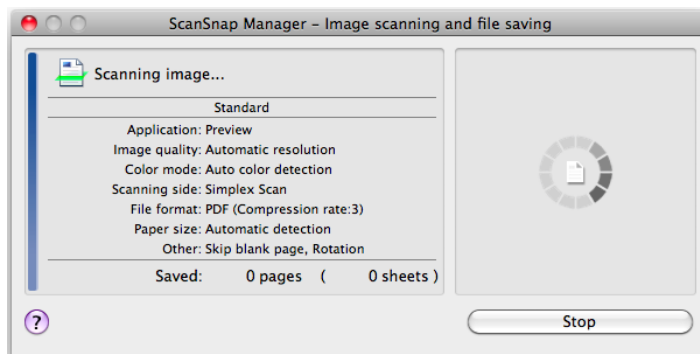 ScanSnap Manager – Image scanning and file saving
Scanning image...
Standard
Application: Preview
Image quality: Automatic resolution
Color mode: Auto color detection
Scanning side: Simplex Scan
File format: PDF (Compression rate:3)
Paper size: Automatic detection
Other: Skip blank page, Rotation
Saved: 0 pages ( 0 sheets )
?
Stop